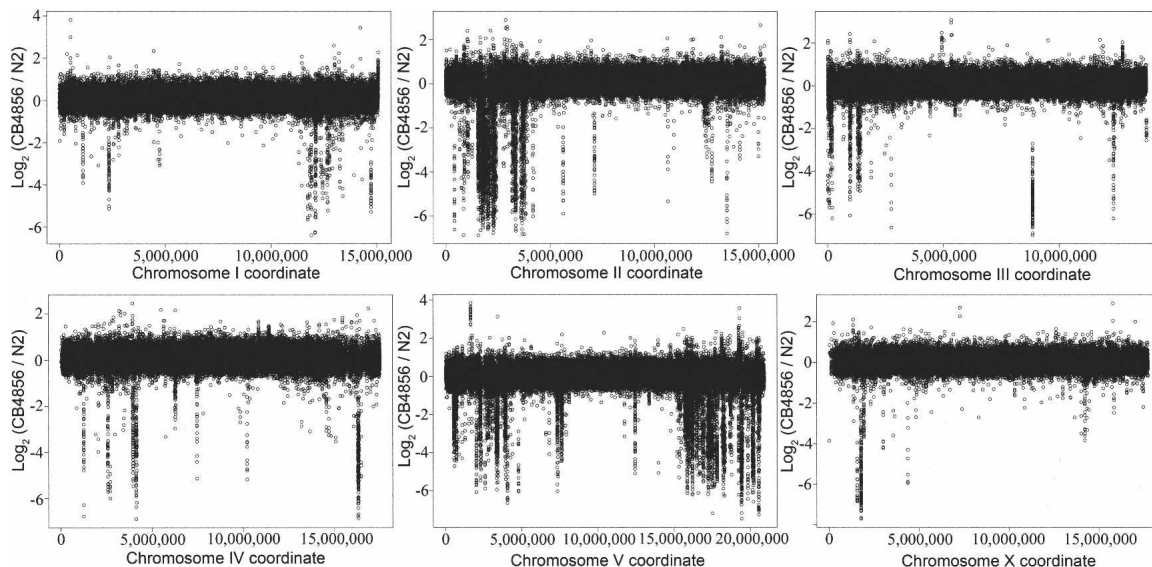 Log₂ (CB4856 / N2)
4
2
0
-2
-4
-6
0 5,000,000 10,000,000 15,000,000
Chromosome I coordinate
Log₂ (CB4856 / N2)
2
0
-2
-4
-6
0 5,000,000 10,000,000 15,000,000
Chromosome II coordinate
Log₂ (CB4856 / N2)
2
0
-2
-4
-6
0 5,000,000 10,000,000
Chromosome III coordinate
Log₂ (CB4856 / N2)
2
0
-2
-4
-6
0 5,000,000 10,000,000 15,000,000
Chromosome IV coordinate
Log₂ (CB4856 / N2)
4
2
0
-2
-4
-6
0 5,000,000 10,000,000 15,000,000 20,000,000
Chromosome V coordinate
Log₂ (CB4856 / N2)
2
0
-2
-4
-6
0 5,000,000 10,000,000 15,000,000
Chromosome X coordinate